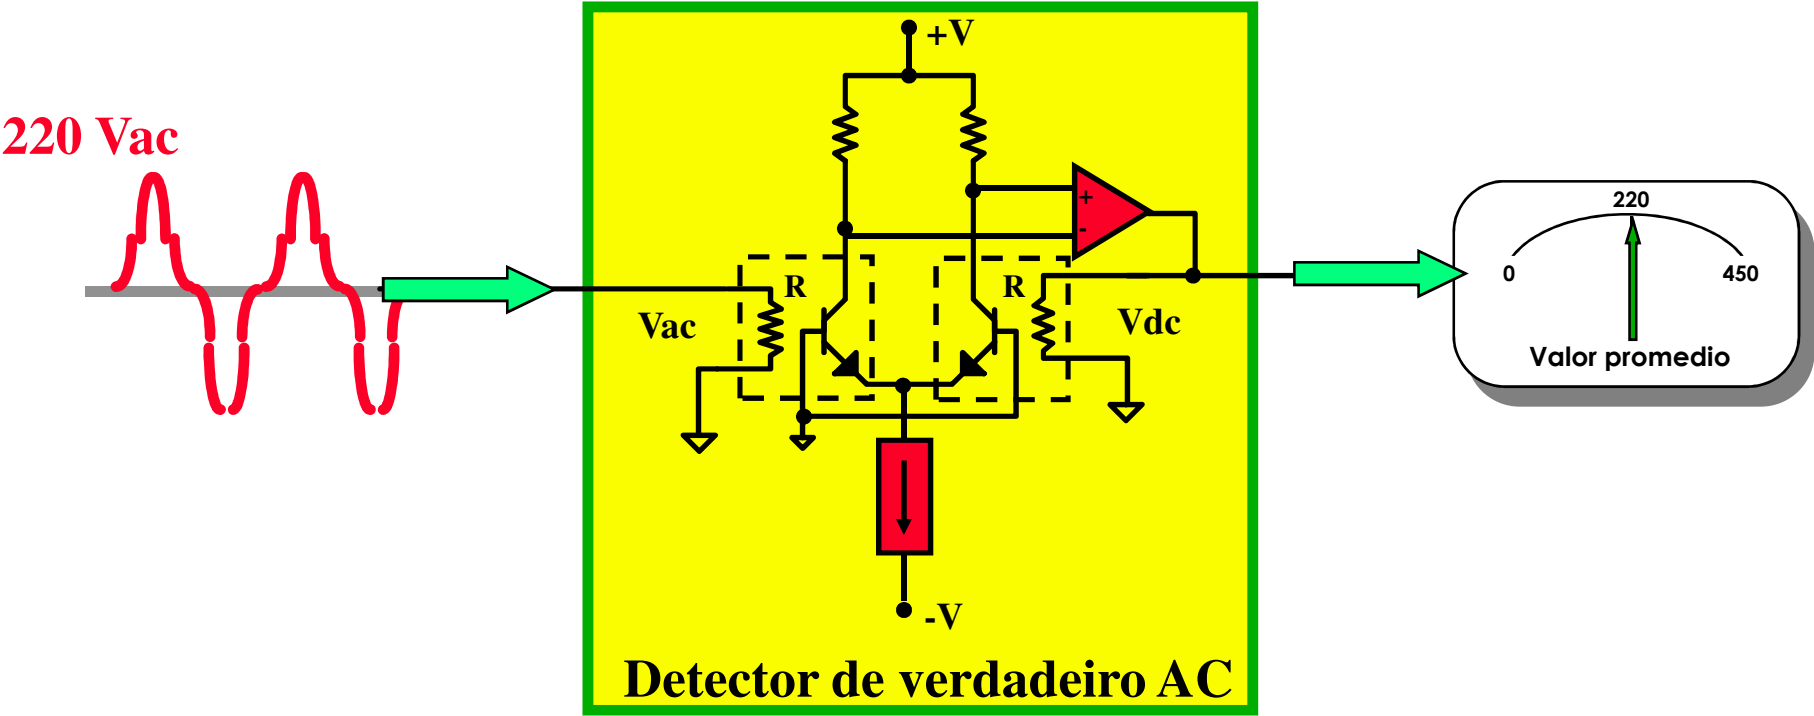 220 Vac
+V
+
-
R
R
Vac
Vdc
-V
Detector de verdadeiro AC
220
0
450
Valor promedio